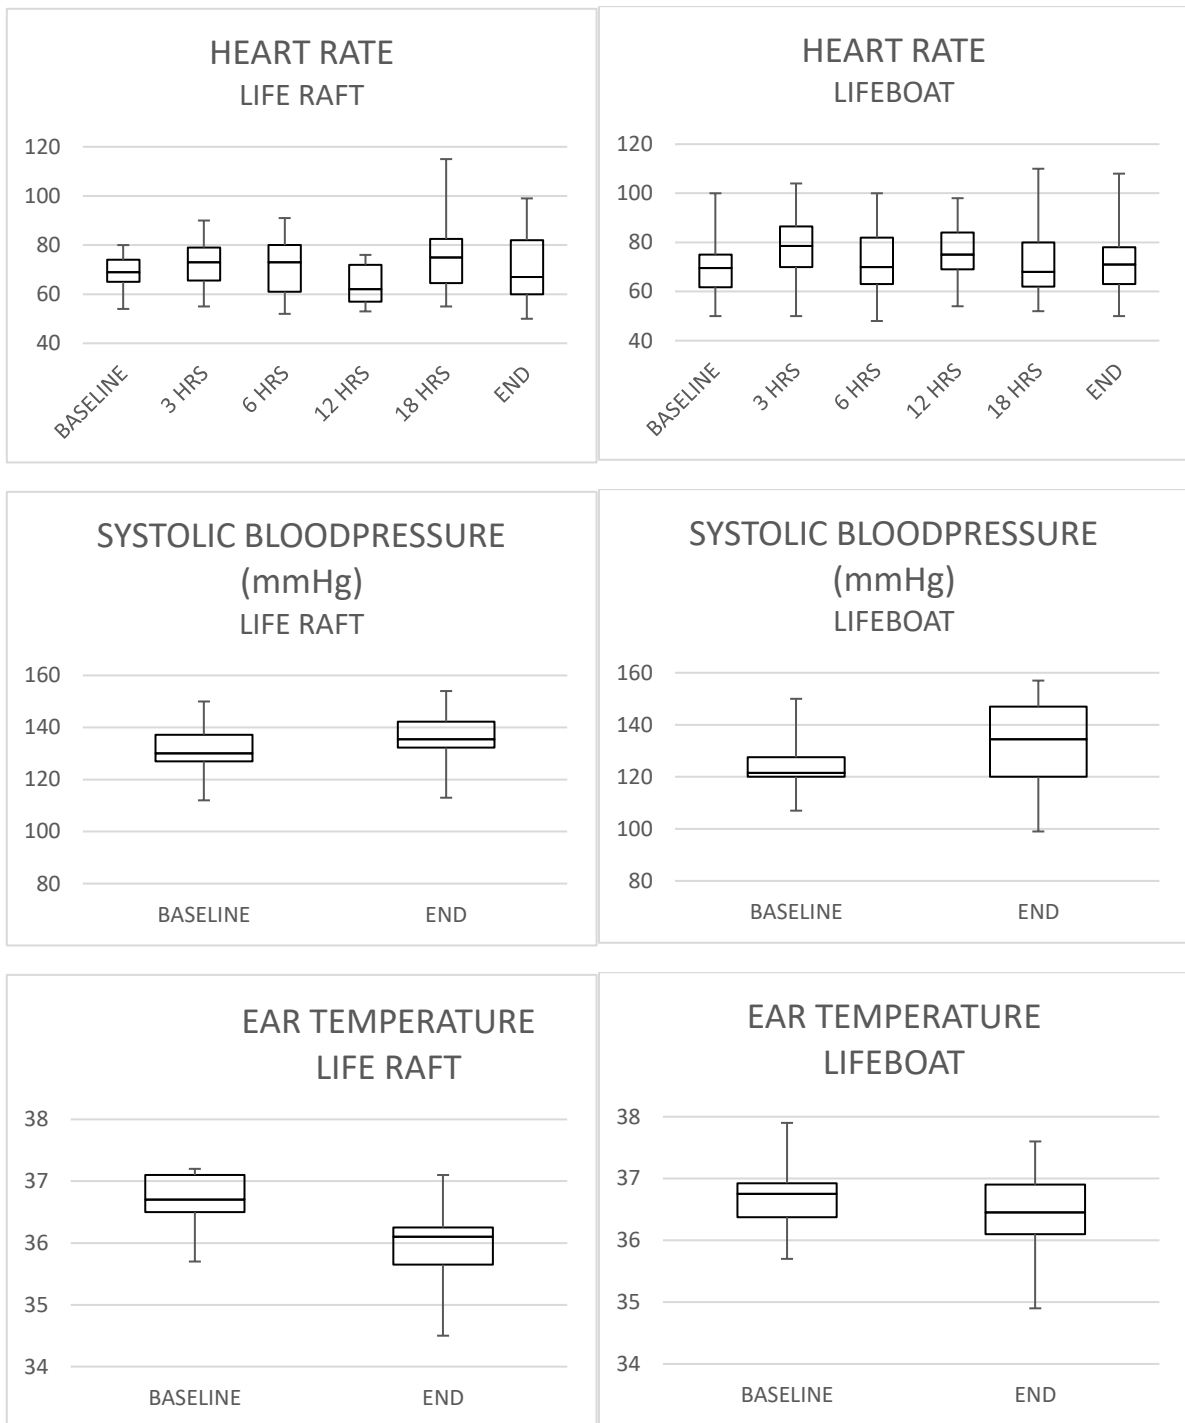 HEART RATE
LIFE RAFT
120
100
80
60
40
BASELINE
3 HRS
6 HRS
12 HRS
18 HRS
END
HEART RATE
LIFEBOAT
120
100
80
60
40
BASELINE
3 HRS
6 HRS
12 HRS
18 HRS
END
SYSTOLIC BLOODPRESSURE
(mmHg)
LIFE RAFT
160
140
120
100
80
BASELINE
END
SYSTOLIC BLOODPRESSURE
(mmHg)
LIFEBOAT
160
140
120
100
80
BASELINE
END
EAR TEMPERATURE
LIFE RAFT
38
37
36
35
34
BASELINE
END
EAR TEMPERATURE
LIFEBOAT
38
37
36
35
34
BASELINE
END